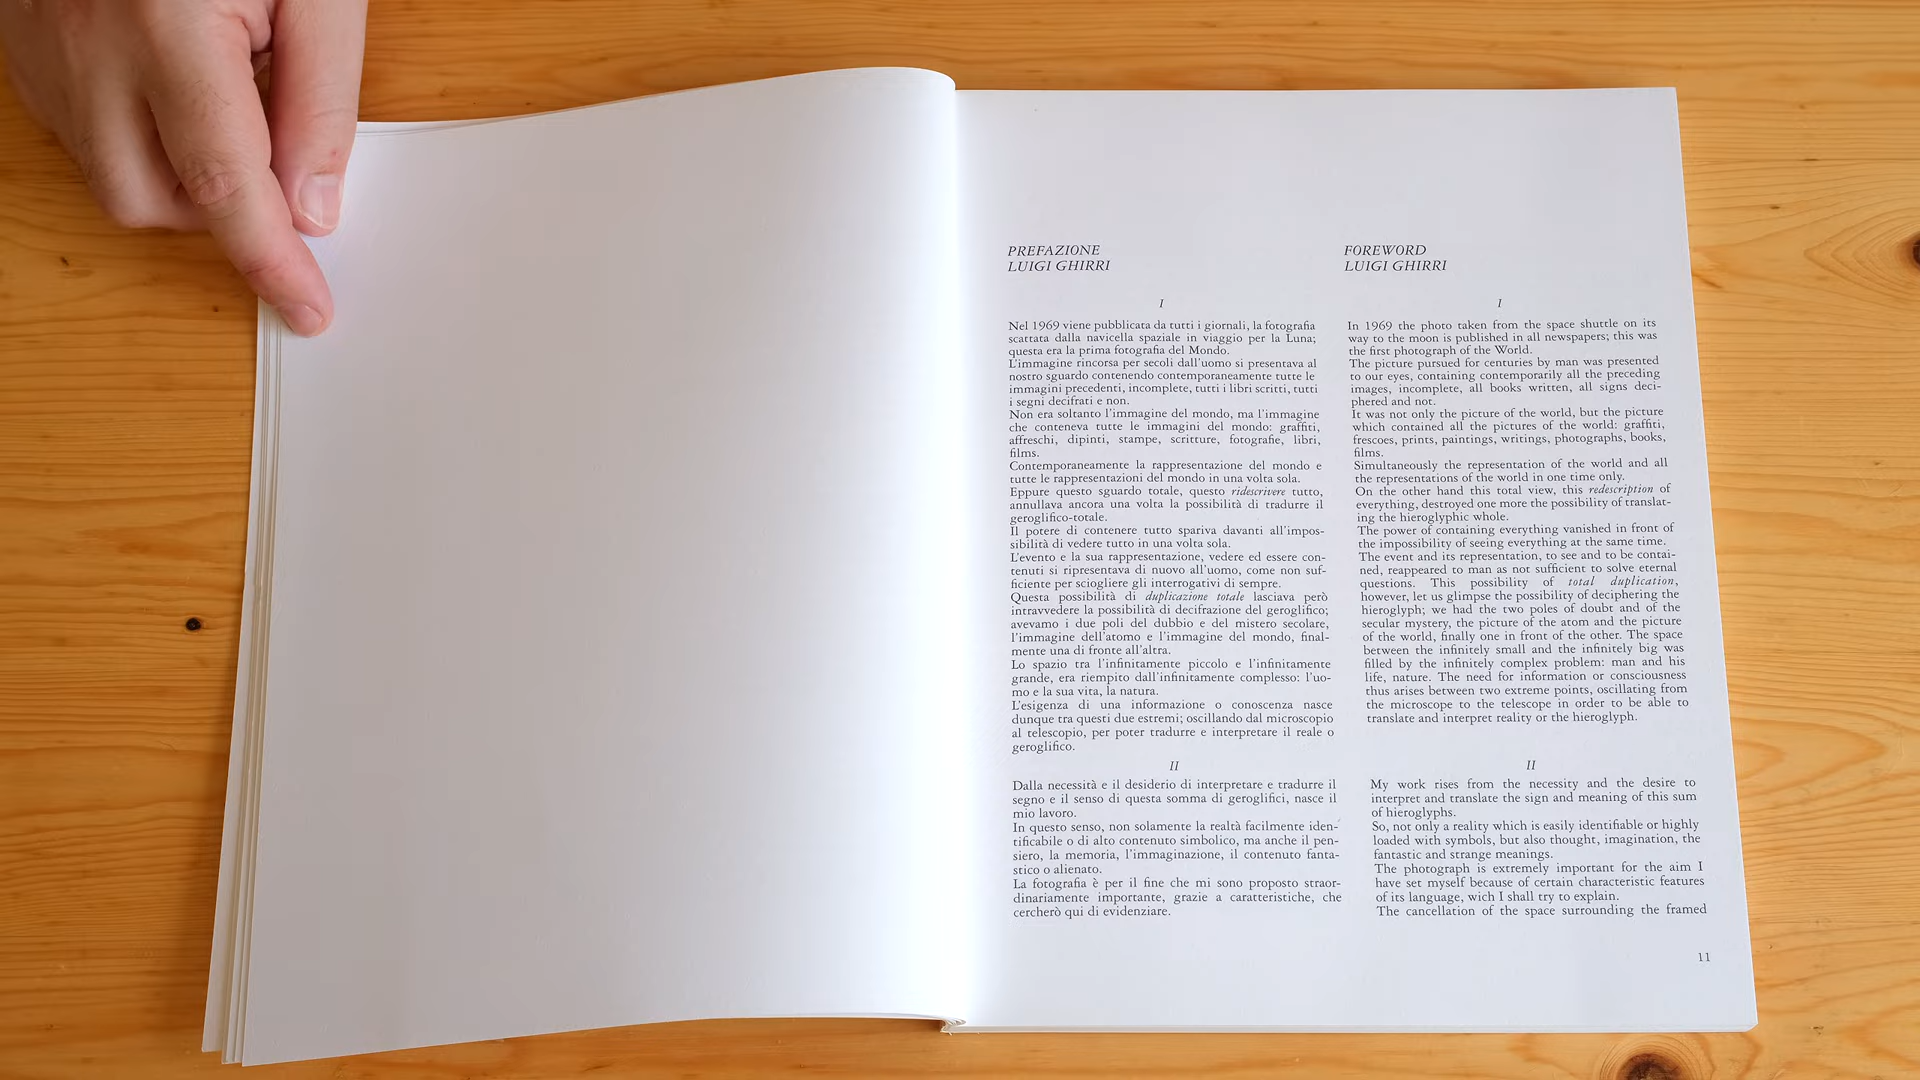 PREFAZIONE
LUIGI GHIRRI
I
Nel 1969 viene pubblicata da tutti i giornali, la fotografia
scattata dalla navicella spaziale in viaggio per la Luna;
questa era la prima fotografia del Mondo.
L'immagine rincorsa per secoli dall'uomo si presentava al
nostro sguardo contenendo contemporaneamente tutte le
immagini precedenti, incomplete, tutti i libri scritti, tutti
i segni decifrati e non.
Non era soltanto l'immagine del mondo, ma l'immagine
che conteneva tutte le immagini del mondo: graffiti,
affreschi, dipinti, stampe, scritture, fotografie, libri,
films.
Contemporaneamente la rappresentazione del mondo e
tutte le rappresentazioni del mondo in una volta sola.
Eppure questo sguardo totale, questo ridescrivere tutto,
annullava ancora una volta la possibilità di tradurre il
geroglifico-totale.
Il potere di contenere tutto spariva davanti all'impos-
sibilità di vedere tutto in una volta sola.
L'evento e la sua rappresentazione, vedere ed essere con-
tenuti si ripresentava di nuovo all'uomo, come non suf-
ficiente per sciogliere gli interrogativi di sempre.
Questa possibilità di duplicazione totale lasciava però
intravvedere la possibilità di decifrazione del geroglifico;
avevamo i due poli del dubbio e del mistero secolare,
l'immagine dell'atomo e l'immagine del mondo, final-
mente una di fronte all'altra.
Lo spazio tra l'infinitamente piccolo e l'infinitamente
grande, era riempito dall'infinitamente complesso: l'uo-
mo e la sua vita, la natura.
L'esigenza di una informazione o conoscenza nasce
dunque tra questi due estremi; oscillando dal microscopio
al telescopio, per poter tradurre e interpretare il reale o
geroglifico.
II
Dalla necessità e il desiderio di interpretare e tradurre il
segno e il senso di questa somma di geroglifici, nasce il
mio lavoro.
In questo senso, non solamente la realtà facilmente iden-
tificabile o di alto contenuto simbolico, ma anche il pen-
siero, la memoria, l'immaginazione, il contenuto fanta-
stico o alienato.
La fotografia è per il fine che mi sono proposto straor-
dinariamente importante, grazie a caratteristiche, che
cercherò qui di evidenziare.
FOREWORD
LUIGI GHIRRI
I
In 1969 the photo taken from the space shuttle on its
way to the moon is published in all newspapers; this was
the first photograph of the World.
The picture pursued for centuries by man was presented
to our eyes, containing contemporarily all the preceding
images, incomplete, all books written, all signs deci-
phered and not.
It was not only the picture of the world, but the picture
which contained all the pictures of the world: graffiti,
frescoes, prints, paintings, writings, photographs, books,
films.
Simultaneously the representation of the world and all
the representations of the world in one time only.
On the other hand this total view, this redescription of
everything, destroyed one more the possibility of translat-
ing the hieroglyphic whole.
The power of containing everything vanished in front of
the impossibility of seeing everything at the same time.
The event and its representation, to see and to be contai-
ned, reappeared to man as not sufficient to solve eternal
questions. This possibility of total duplication,
however, let us glimpse the possibility of deciphering the
hieroglyph; we had the two poles of doubt and of the
secular mystery, the picture of the atom and the picture
of the world, finally one in front of the other. The space
between the infinitely small and the infinitely big was
filled by the infinitely complex problem: man and his
life, nature. The need for information or consciousness
thus arises between two extreme points, oscillating from
the microscope to the telescope in order to be able to
translate and interpret reality or the hieroglyph.
II
My work rises from the necessity and the desire to
interpret and translate the sign and meaning of this sum
of hieroglyphs.
So, not only a reality which is easily identifiable or highly
loaded with symbols, but also thought, imagination, the
fantastic and strange meanings.
The photograph is extremely important for the aim I
have set myself because of certain characteristic features
of its language, wich I shall try to explain.
The cancellation of the space surrounding the framed
11